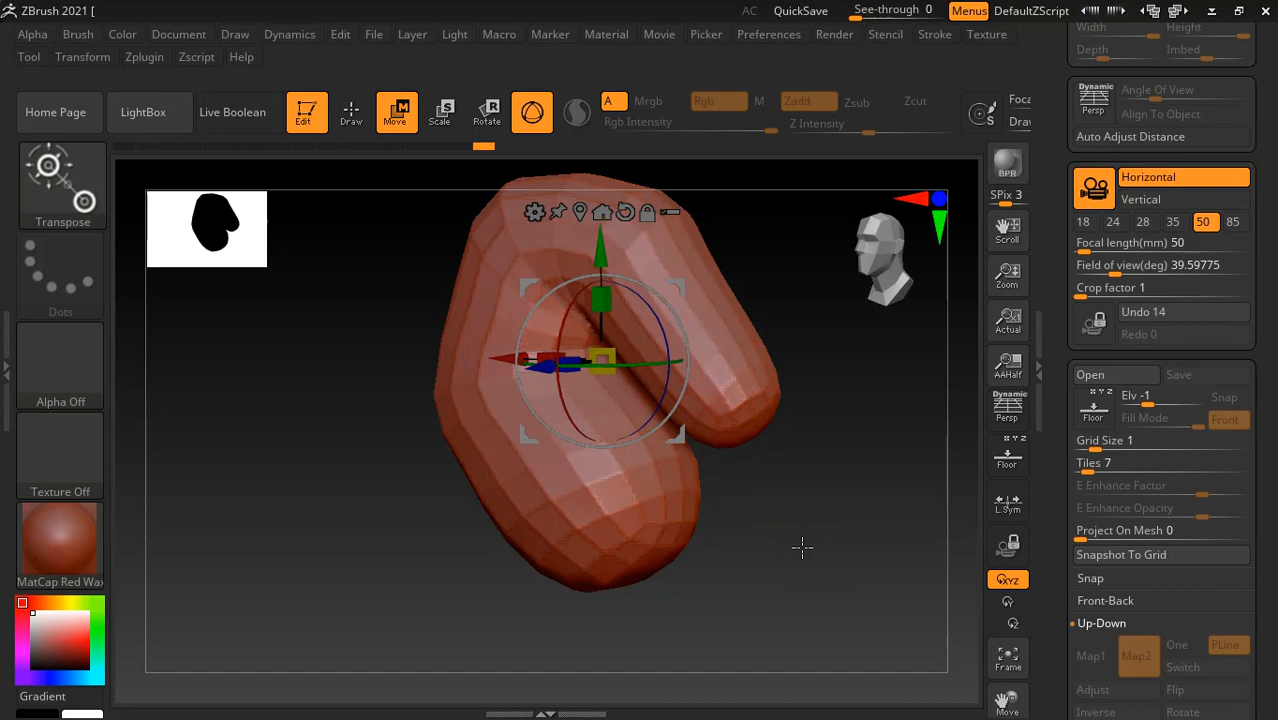 ZBrush 2021 [
AC QuickSave See-through 0 Menus DefaultZScript
Alpha Brush Color Document Draw Dynamics Edit File Layer Light Macro Marker Material Movie Picker Preferences Render Stencil Stroke Texture
Tool Transform Zplugin Zscript Help
Home Page LightBox Live Boolean Edit Draw Move Scale Rotate
A Mrgb Rgb M Zadd Zsub Zcut Foca
Rgb Intensity Z Intensity Draw
Transpose
Dots
Alpha Off
Texture Off
MatCap Red Wax
Gradient
BPR
SPix 3
Scroll
Zoom
Actual
AAHalf
Dynamic
Persp
X Y Z
Floor
L.Sym
XYZ
Y
Z
Frame
Move
Width Height
Depth Imbed
Dynamic Angle Of View
Persp Align To Object
Auto Adjust Distance
Horizontal
Vertical
18 24 28 35 50 85
Focal length(mm) 50
Field of view(deg) 39.59775
Crop factor 1
Undo 14
Redo 0
Open Save
X Y Z Elv -1 Snap
Floor Fill Mode Front
Grid Size 1
Tiles 7
E Enhance Factor
E Enhance Opacity
Project On Mesh 0
Snapshot To Grid
Snap
Front-Back
Up-Down
Map1 Map2 One PLine
Switch
Adjust Flip
Inverse Rotate